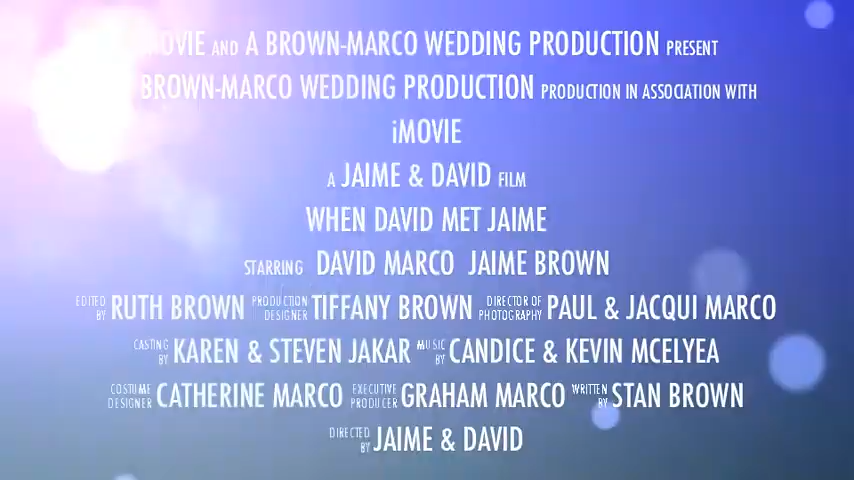 AND A BROWN-MARCO WEDDING PRODUCTION PRESENT
BROWN-MARCO WEDDING PRODUCTION PRODUCTION IN ASSOCIATION WITH
iMOVIE
A JAIME & DAVID FILM
WHEN DAVID MET JAIME
STARRING DAVID MARCO JAIME BROWN
EDITED BY RUTH BROWN PRODUCTION DESIGNER TIFFANY BROWN DIRECTOR OF PHOTOGRAPHY PAUL & JACQUI MARCO
CASTING BY KAREN & STEVEN JAKAR MUSIC BY CANDICE & KEVIN MCELYEA
COSTUME DESIGNER CATHERINE MARCO EXECUTIVE PRODUCER GRAHAM MARCO WRITTEN BY STAN BROWN
DIRECTED BY JAIME & DAVID